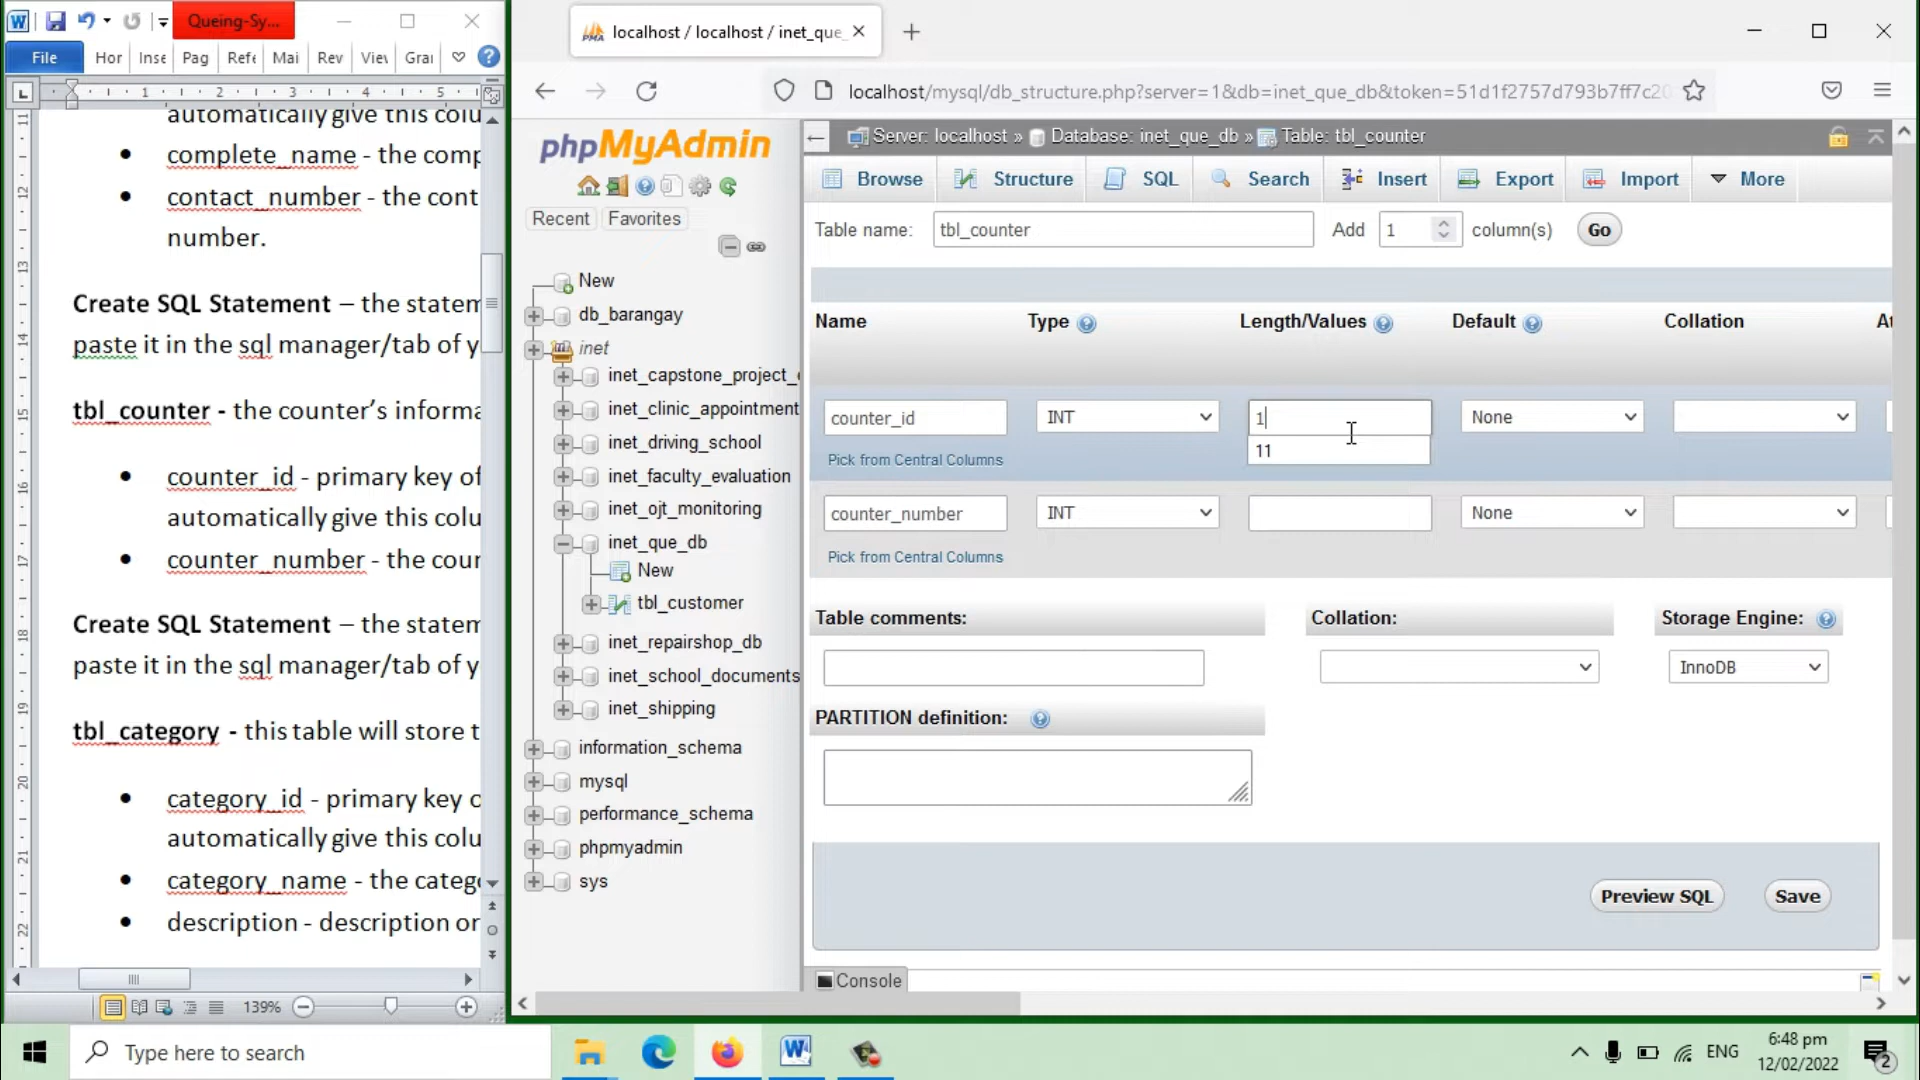 Queing-Sy...
File Hor Inse Pag Refe Mai Rev Viev Grai
1 2 3 4 5
automatically give this colu
complete_name - the comp
contact_number - the cont
number.
Create SQL Statement – the statem
paste it in the sql manager/tab of y
tbl_counter - the counter's informa
counter_id - primary key of
automatically give this colu
counter_number - the cour
Create SQL Statement – the statem
paste it in the sql manager/tab of y
tbl_category - this table will store t
category_id - primary key o
automatically give this colu
category_name - the catego
description - description or
139%
localhost / localhost / inet_que_
localhost/mysql/db_structure.php?server=1&db=inet_que_db&token=51d1f2757d793b7ff7c20
phpMyAdmin
Recent Favorites
New
db_barangay
inet
inet_capstone_project_
inet_clinic_appointment
inet_driving_school
inet_faculty_evaluation
inet_ojt_monitoring
inet_que_db
New
tbl_customer
inet_repairshop_db
inet_school_documents
inet_shipping
information_schema
mysql
performance_schema
phpmyadmin
sys
Server: localhost » Database: inet_que_db » Table: tbl_counter
Browse Structure SQL Search Insert Export Import More
Table name: tbl_counter Add 1 column(s) Go
Name Type Length/Values Default Collation At
counter_id INT 1 None
11
Pick from Central Columns
counter_number INT None
Pick from Central Columns
Table comments: Collation: Storage Engine:
InnoDB
PARTITION definition:
Preview SQL Save
Console
Type here to search
ENG
6:48 pm
12/02/2022
2